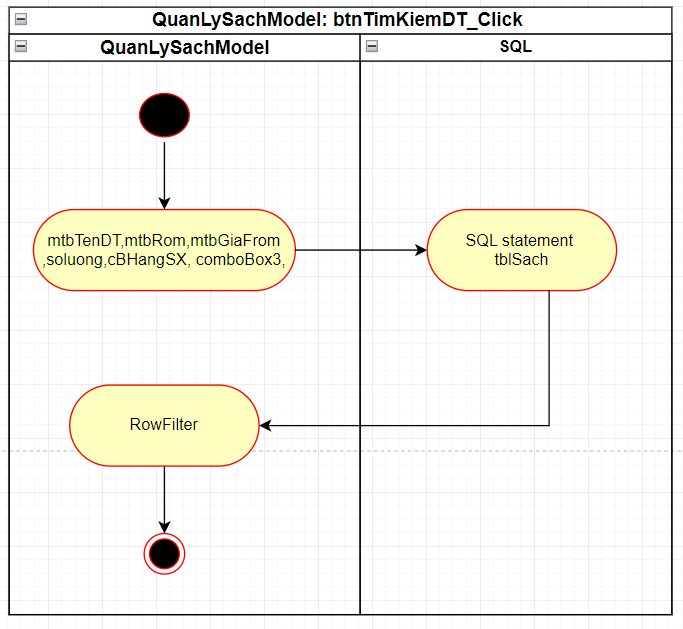 QuanLySachModel: btnTimKiemDT_Click
QuanLySachModel
SQL
mtbTenDT,mtbRom,mtbGiaFrom
,soluong,cBHangSX, comboBox3,
SQL statement
tblSach
RowFilter